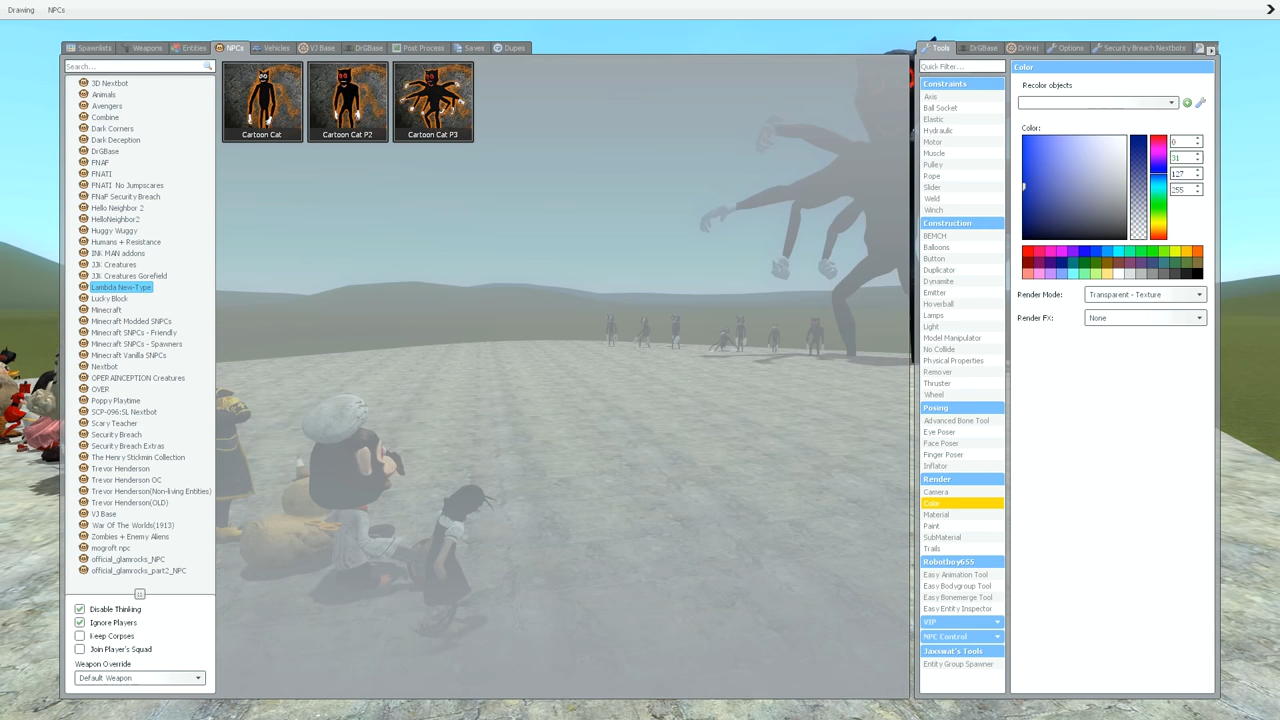 Drawing NPCs
Spawnlists Weapons Entities NPCs Vehicles VJ Base DrGBase Post Process Saves Dupes
Search...
3D Nextbot
Animals
Avengers
Combine
Dark Corners
Dark Deception
DrGBase
FNAF
FNATI
FNATI No Jumpscares
FNaF Security Breach
Hello Neighbor 2
HelloNeighbor2
Huggy Wuggy
Humans + Resistance
INK MAN addons
JJK Creatures
JJK Creatures Gorefield
Lambda New-Type
Lucky Block
Minecraft
Minecraft Modded SNPCs
Minecraft SNPCs - Friendly
Minecraft SNPCs - Spawners
Minecraft Vanilla SNPCs
Nextbot
OPERAINCEPTION Creatures
OVER
Poppy Playtime
SCP-096:SL Nextbot
Scary Teacher
Security Breach
Security Breach Extras
The Henry Stickmin Collection
Trevor Henderson
Trevor Henderson OC
Trevor Henderson(Non-living Entities)
Trevor Henderson(OLD)
VJ Base
War Of The Worlds(1913)
Zombies + Enemy Aliens
mogroft npc
official_glamrocks_NPC
official_glamrocks_part2_NPC
Disable Thinking
Ignore Players
Keep Corpses
Join Player's Squad
Weapon Override
Default Weapon
Cartoon Cat Cartoon Cat P2 Cartoon Cat P3
Tools DrGBase DrVrej Options Security Breach Nextbots
Quick Filter...
Constraints
Axis
Ball Socket
Elastic
Hydraulic
Motor
Muscle
Pulley
Rope
Slider
Weld
Winch
Construction
BEMCH
Balloons
Button
Duplicator
Dynamite
Emitter
Hoverball
Lamps
Light
Model Manipulator
No Collide
Physical Properties
Remover
Thruster
Wheel
Posing
Advanced Bone Tool
Eye Poser
Face Poser
Finger Poser
Inflator
Render
Camera
Color
Material
Paint
SubMaterial
Trails
Robotboy655
Easy Animation Tool
Easy Bodygroup Tool
Easy Bonemerge Tool
Easy Entity Inspector
VIP
NPC Control
Jaxswat's Tools
Entity Group Spawner
Color
Recolor objects
Color:
0
31
127
255
Render Mode: Transparent - Texture
Render FX: None